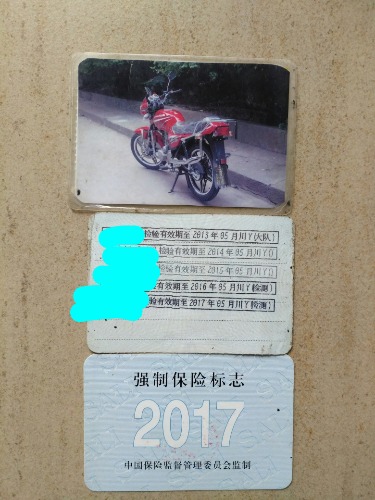 检验有效期至2013年05月川Y(大队)
检验有效期至2014年05月川Y()
检验有效期至2015年05月川Y()
检验有效期至2016年05月川Y(检测)
有效期至2017年05月川Y(检测)
强制保险标志
2017
中国保险监督管理委员会监制